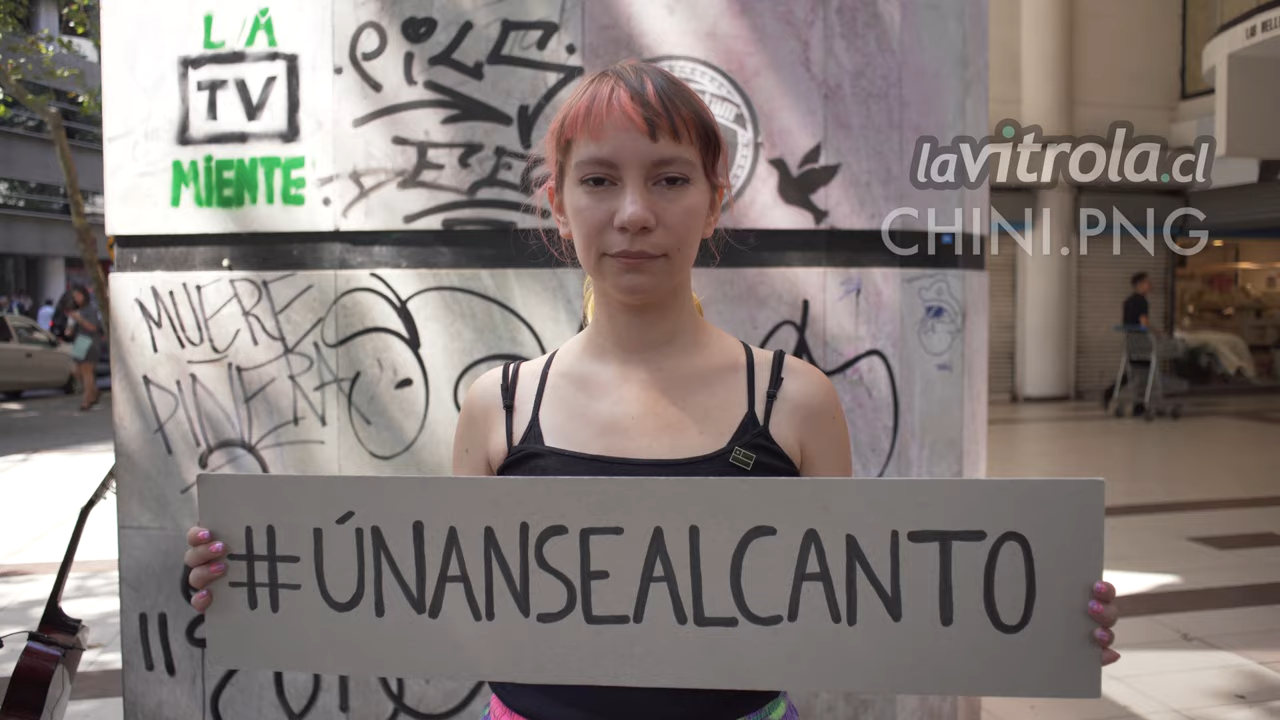 LA
TV
MiENTE
lavitrola.cl
CHINI.PNG
MUERE
PIÑERA
#ÚNANSEALCANTO